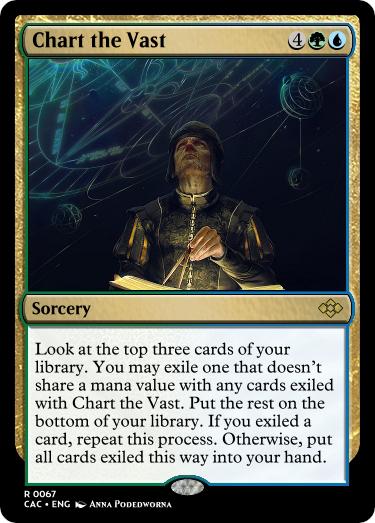 Chart the Vast 4
Sorcery
Look at the top three cards of your
library. You may exile one that doesn't
share a mana value with any cards exiled
with Chart the Vast. Put the rest on the
bottom of your library. If you exiled a
card, repeat this process. Otherwise, put
all cards exiled this way into your hand.
R 0067
CAC • ENG Anna Podedworna